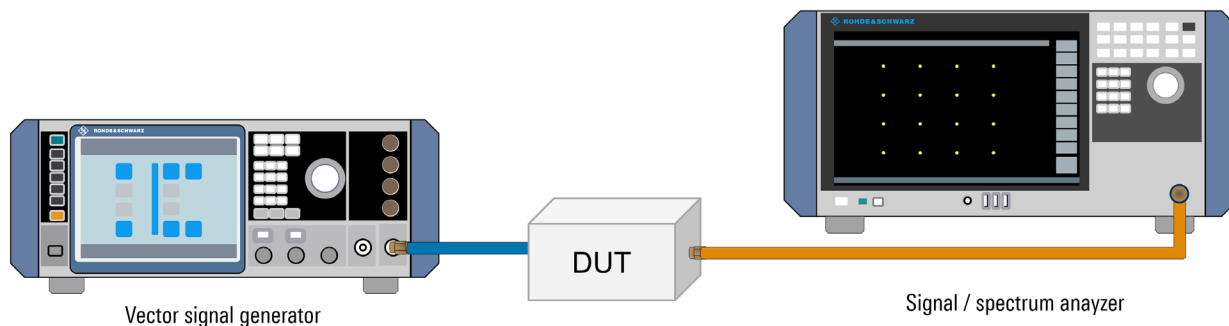 ROHDE&SCHWARZ
ROHDE&SCHWARZ
DUT
Signal / spectrum anayzer
Vector signal generator